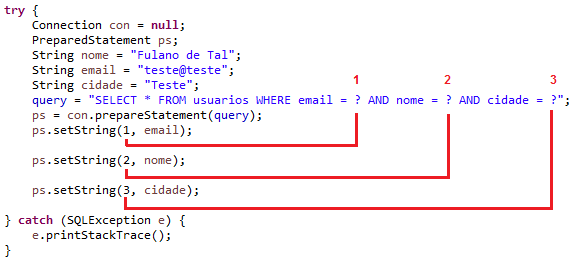 try {
Connection con = null;
PreparedStatement ps;
String nome = "Fulano de Tal";
String email = "teste@teste";
String cidade = "Teste";
1 2 3
query = "SELECT * FROM usuarios WHERE email = ? AND nome = ? AND cidade = ?";
ps = con.prepareStatement(query);
ps.setString(1, email);
ps.setString(2, nome);
ps.setString(3, cidade);
} catch (SQLException e) {
e.printStackTrace();
}